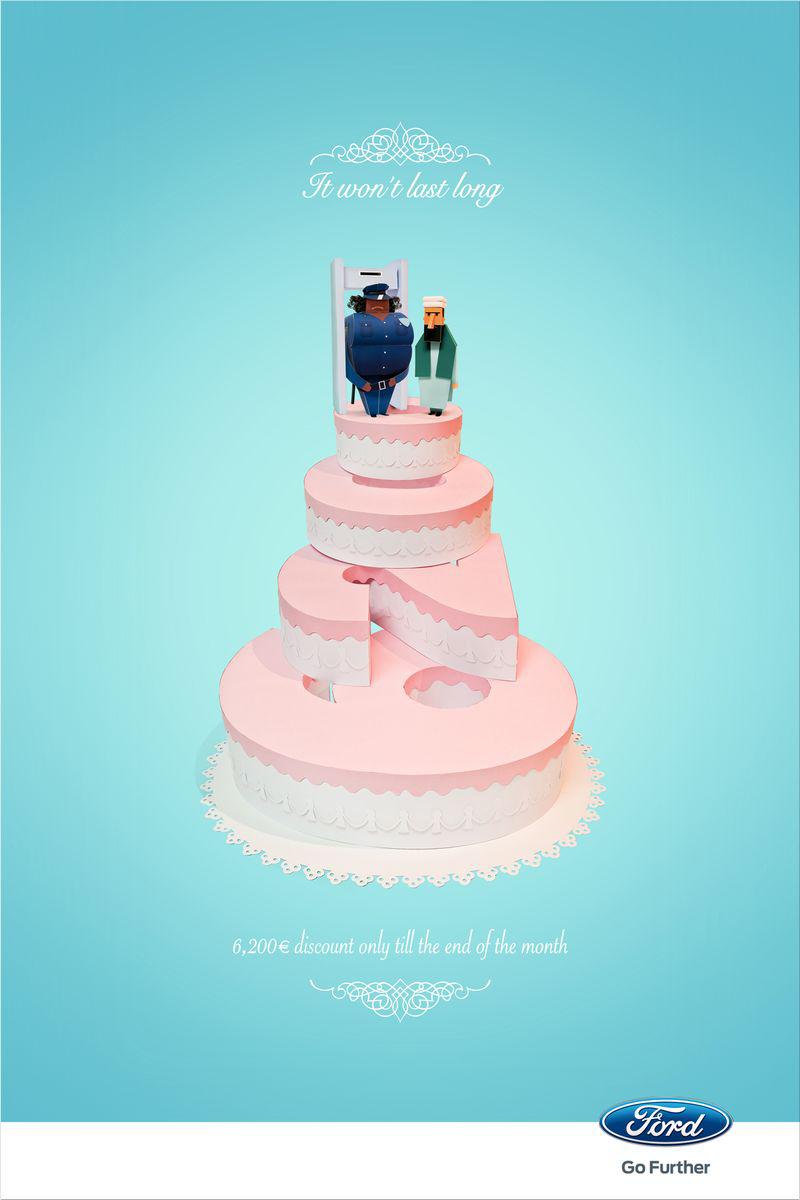 It won't last long
6,200€ discount only till the end of the month
Ford
Go Further